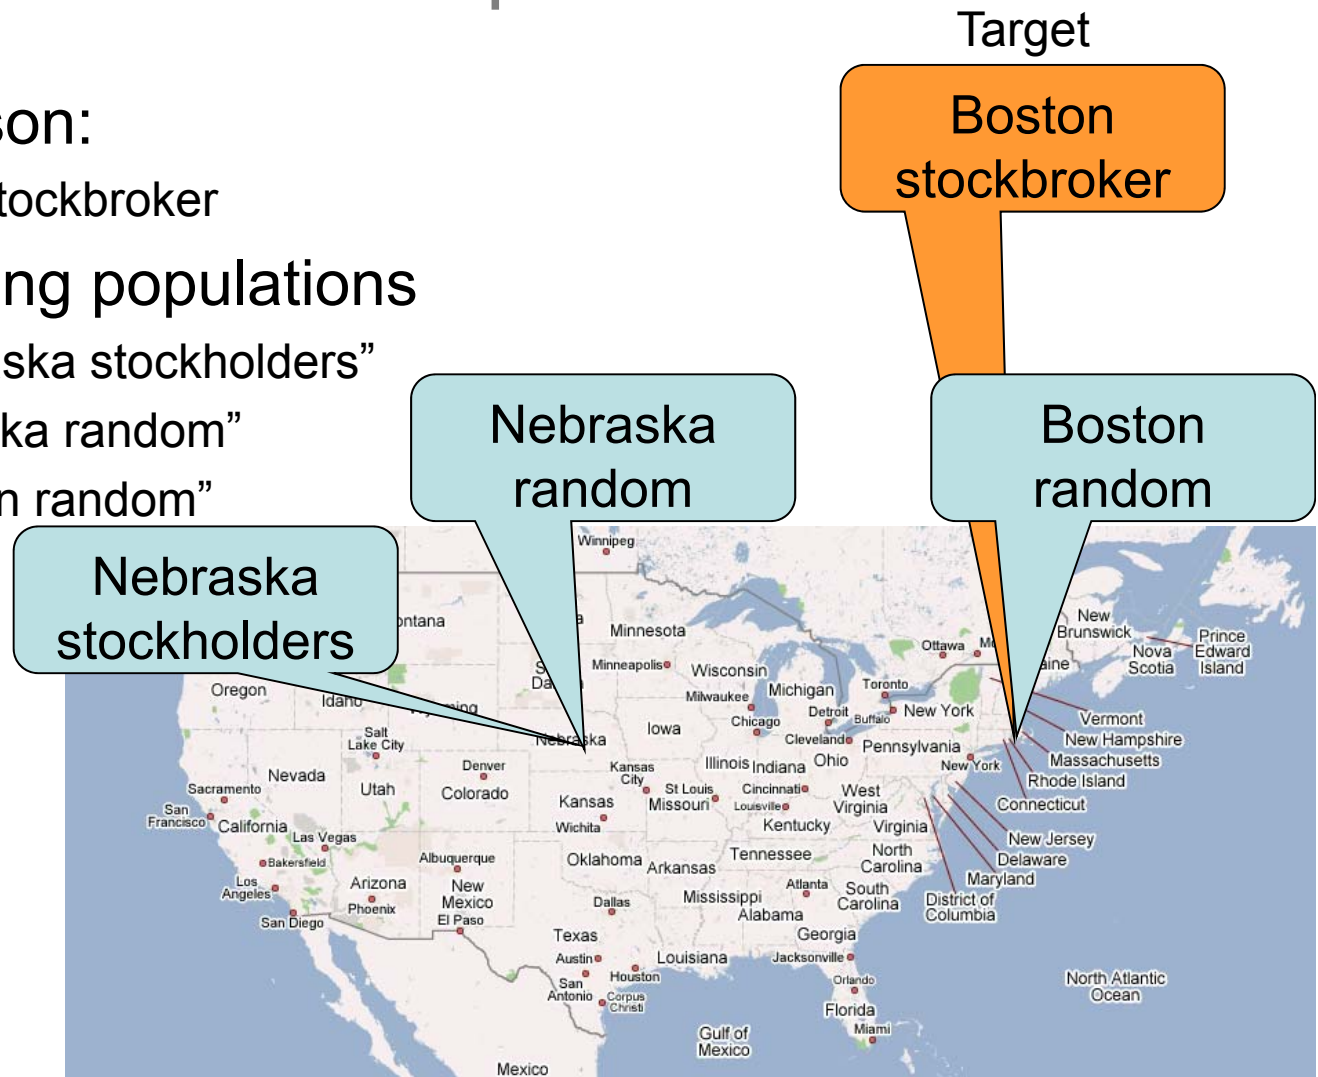 Target
Boston
stockbroker
son:
tockbroker
ng populations
ska stockholders”
ka random”
n random”
Nebraska
random
Boston
random
Nebraska
stockholders
Winnipeg
ontana
Minnesota
Minneapolis
Wisconsin
Milwaukee
Michigan
Toronto
Ottawa
New
Brunswick
Nova
Scotia
Prince
Edward
Island
aine
Oregon
Idaho
Wyoming
Nebraska
Iowa
Chicago
Detroit
Buffalo
New York
Cleveland
Pennsylvania
New York
Vermont
New Hampshire
Massachusetts
Rhode Island
Connecticut
New Jersey
Delaware
Maryland
District of
Columbia
Salt
Lake City
Nevada
Utah
Denver
Colorado
Kansas
City
Kansas
Wichita
St Louis
Missouri
Illinois
Indiana
Ohio
Cincinnati
Louisville
West
Virginia
Kentucky
Virginia
Sacramento
San
Francisco
California
Las Vegas
Bakersfield
Los
Angeles
San Diego
Arizona
Phoenix
Albuquerque
New
Mexico
El Paso
Oklahoma
Arkansas
Tennessee
North
Carolina
South
Carolina
Atlanta
Mississippi
Alabama
Georgia
Dallas
Texas
Austin
San
Antonio
Houston
Corpus
Christi
Louisiana
Jacksonville
Orlando
Florida
Miami
North Atlantic
Ocean
Gulf of
Mexico
Mexico